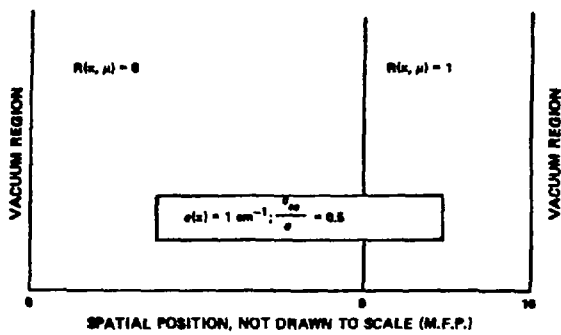 VACUUM REGION
R(x, μ) = 0
R(x, μ) = 1
VACUUM REGION
σ(x) = 1 cm⁻¹; σso/σ = 0.5
0
16
SPATIAL POSITION, NOT DRAWN TO SCALE (M.F.P.)